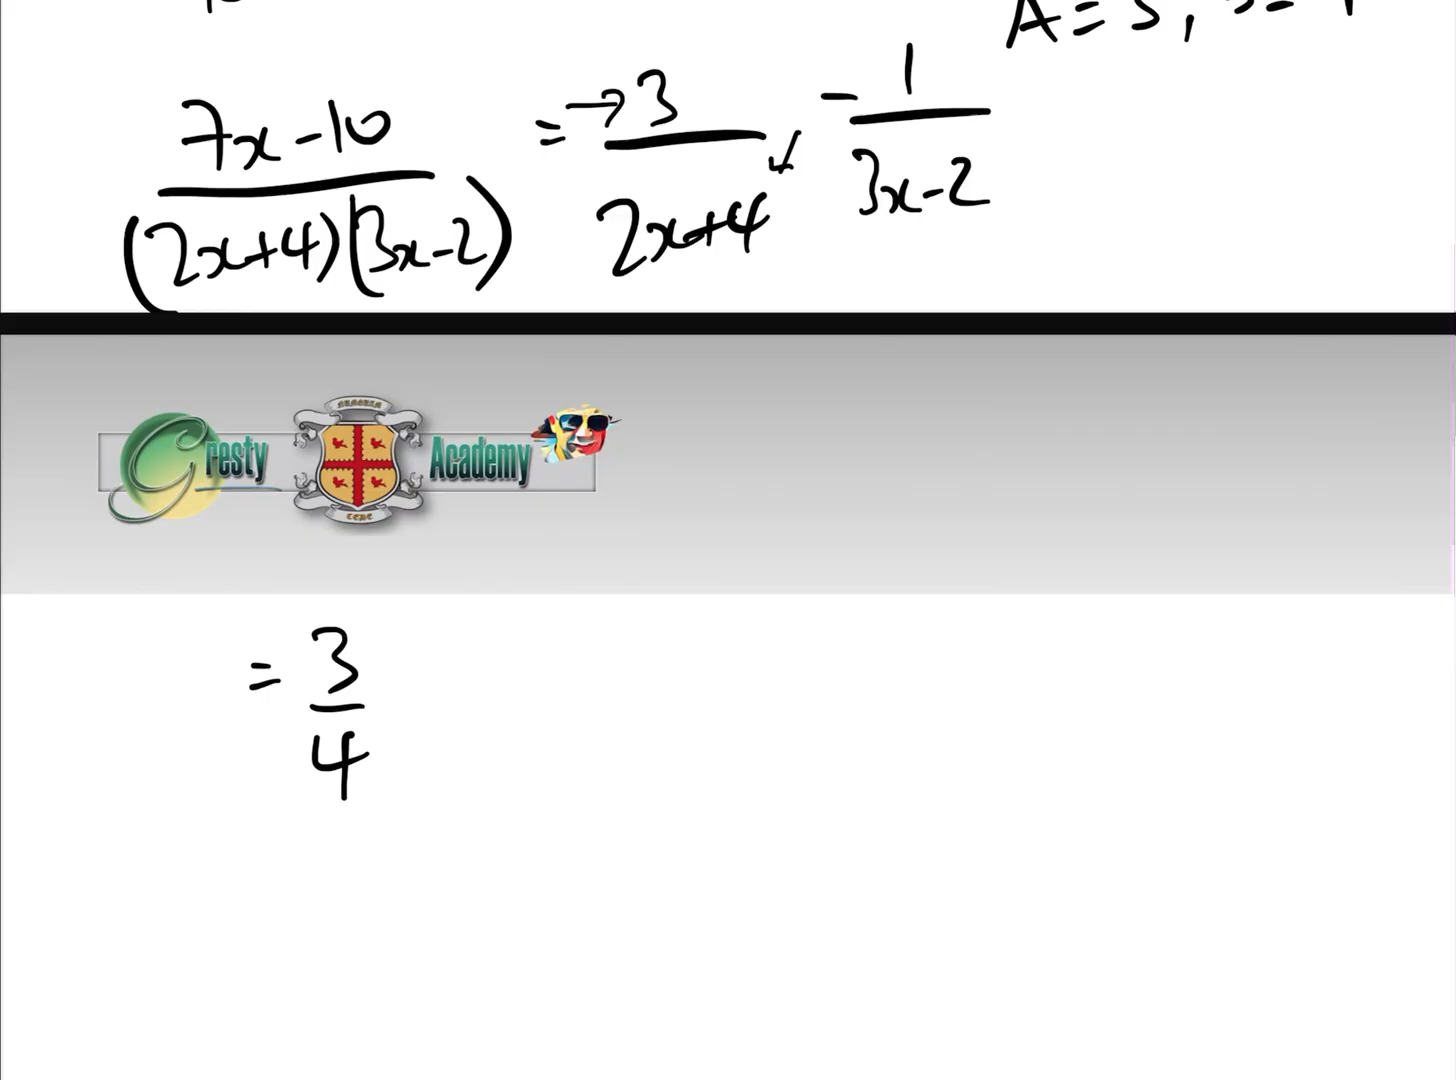 A = 3,
7x - 10 / (2x+4)(3x-2) = → 3 / 2x+4 - 1 / 3x-2
Gresty Academy
= 3 / 4